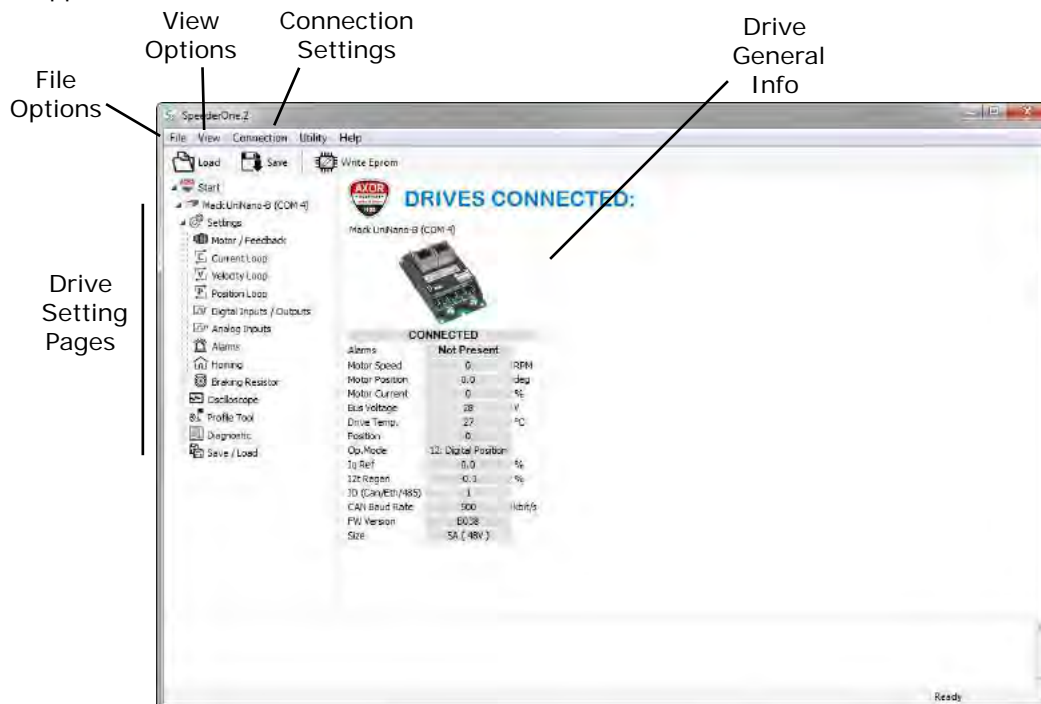 View Options
Connection Settings
Drive General Info
File Options
SpeederOne.2
File View Connection Utility Help
Load Save Write Eprom
Start
Mack UniNano-B (COM 4)
Settings
Motor / Feedback
Current Loop
Velocity Loop
Position Loop
Digital Inputs / Outputs
Analog Inputs
Alarms
Homing
Braking Resistor
Oscilloscope
Profile Tool
Diagnostic
Save / Load
Drive Setting Pages
AXOR
DRIVES CONNECTED:
Mack UniNano-B (COM 4)
CONNECTED
Alarms Not Present
Motor Speed 0 RPM
Motor Position 0.0 deg
Motor Current 0 %
Bus Voltage 28 V
Drive Temp. 27 °C
Position 0
Op.Mode 12: Digital Position
Iq Ref 0.0 %
I2t Regen %
ID (Can/Eth/485) 1
CAN Baud Rate 500 kbit/s
FW Version
Size 5A ( 48V )
Ready